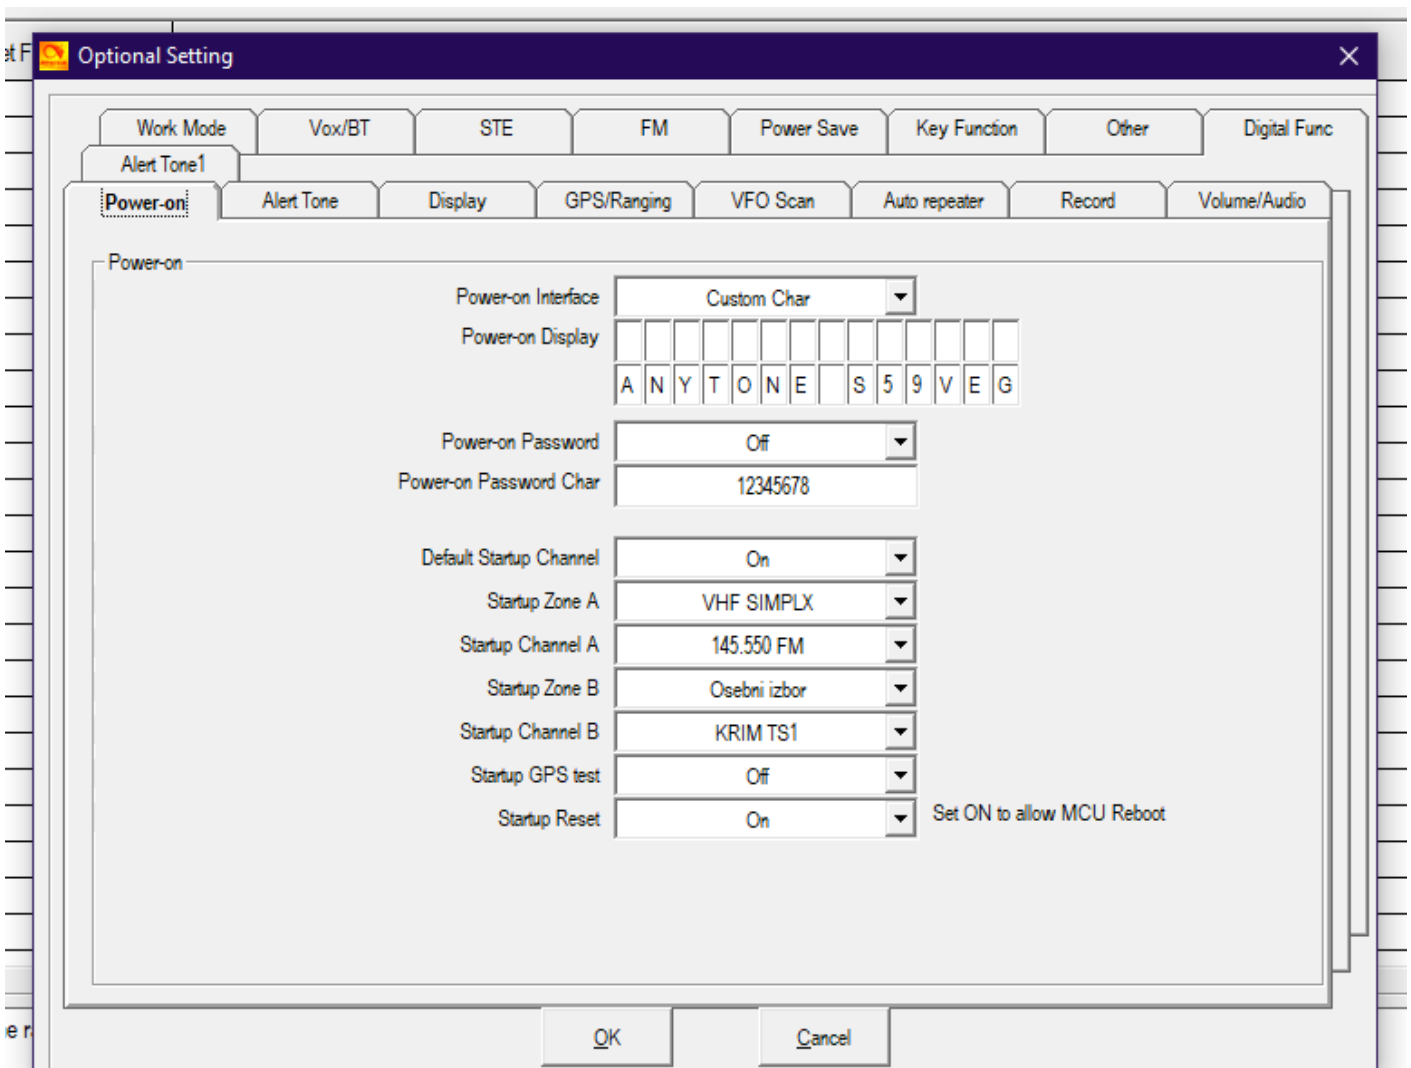 et F
Optional Setting
Work Mode Vox/BT STE FM Power Save Key Function Other Digital Func
Alert Tone1
Power-on Alert Tone Display GPS/Ranging VFO Scan Auto repeater Record Volume/Audio
Power-on
Power-on Interface Custom Char
Power-on Display
ANYTONE S59VEG
Power-on Password Off
Power-on Password Char 12345678
Default Startup Channel On
Startup Zone A VHF SIMPLX
Startup Channel A 145.550 FM
Startup Zone B Osebni izbor
Startup Channel B KRIM TS1
Startup GPS test Off
Startup Reset On Set ON to allow MCU Reboot
e r
OK Cancel